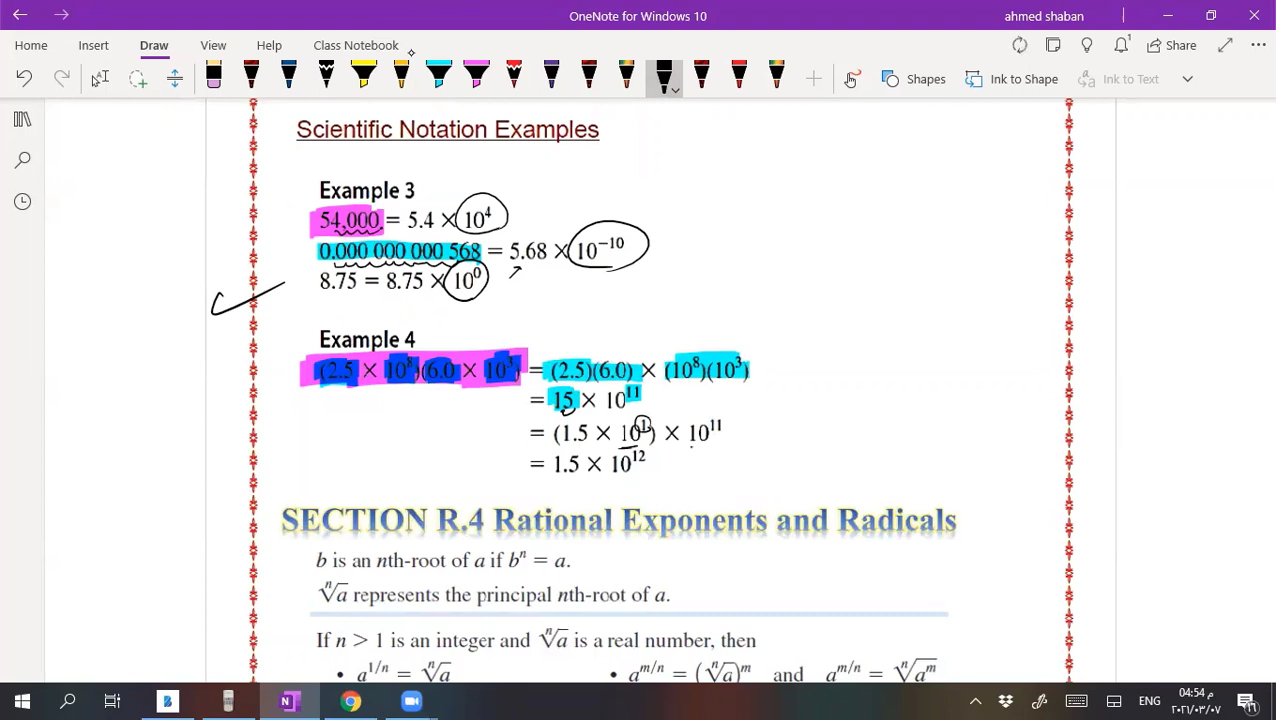 OneNote for Windows 10
ahmed shaban
Home Insert Draw View Help Class Notebook
Share
Shapes Ink to Shape Ink to Text
Scientific Notation Examples
Example 3
54,000 = 5.4 × 10⁴
0.000 000 000 568 = 5.68 × 10⁻¹⁰
8.75 = 8.75 × 10⁰
Example 4
(2.5 × 10⁸)(6.0 × 10³) = (2.5)(6.0) × (10⁸)(10³)
= 15 × 10¹¹
= (1.5 × 10¹) × 10¹¹
= 1.5 × 10¹²
SECTION R.4 Rational Exponents and Radicals
b is an nth-root of a if bⁿ = a.
ⁿ√a represents the principal nth-root of a.
If n > 1 is an integer and ⁿ√a is a real number, then
• a^(1/n) = ⁿ√a • a^(m/n) = (ⁿ√a)^m and a^(m/n) = ⁿ√(a^m)
ENG
04:54 م
٢٠٢١/٠٣/٠٧